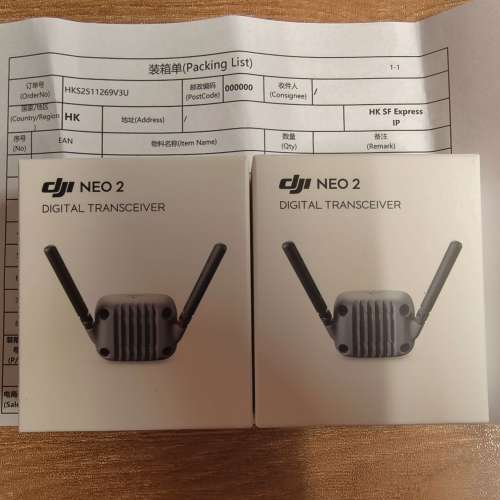 装箱单(Packing List)
1-1
订单号 (OrderNo) HKS2S11269V3U 邮政编码 (PostCode) 000000 收件人 (Consignee) /
国家/地区 (Country/Region) HK 地址(Address) / HK SF Express IP
序号 (No) EAN 物料名称(Item Name) 数量 (Qty) 备注 (Remark)
dji NEO 2
DIGITAL TRANSCEIVER
dji NEO 2
DIGITAL TRANSCEIVER